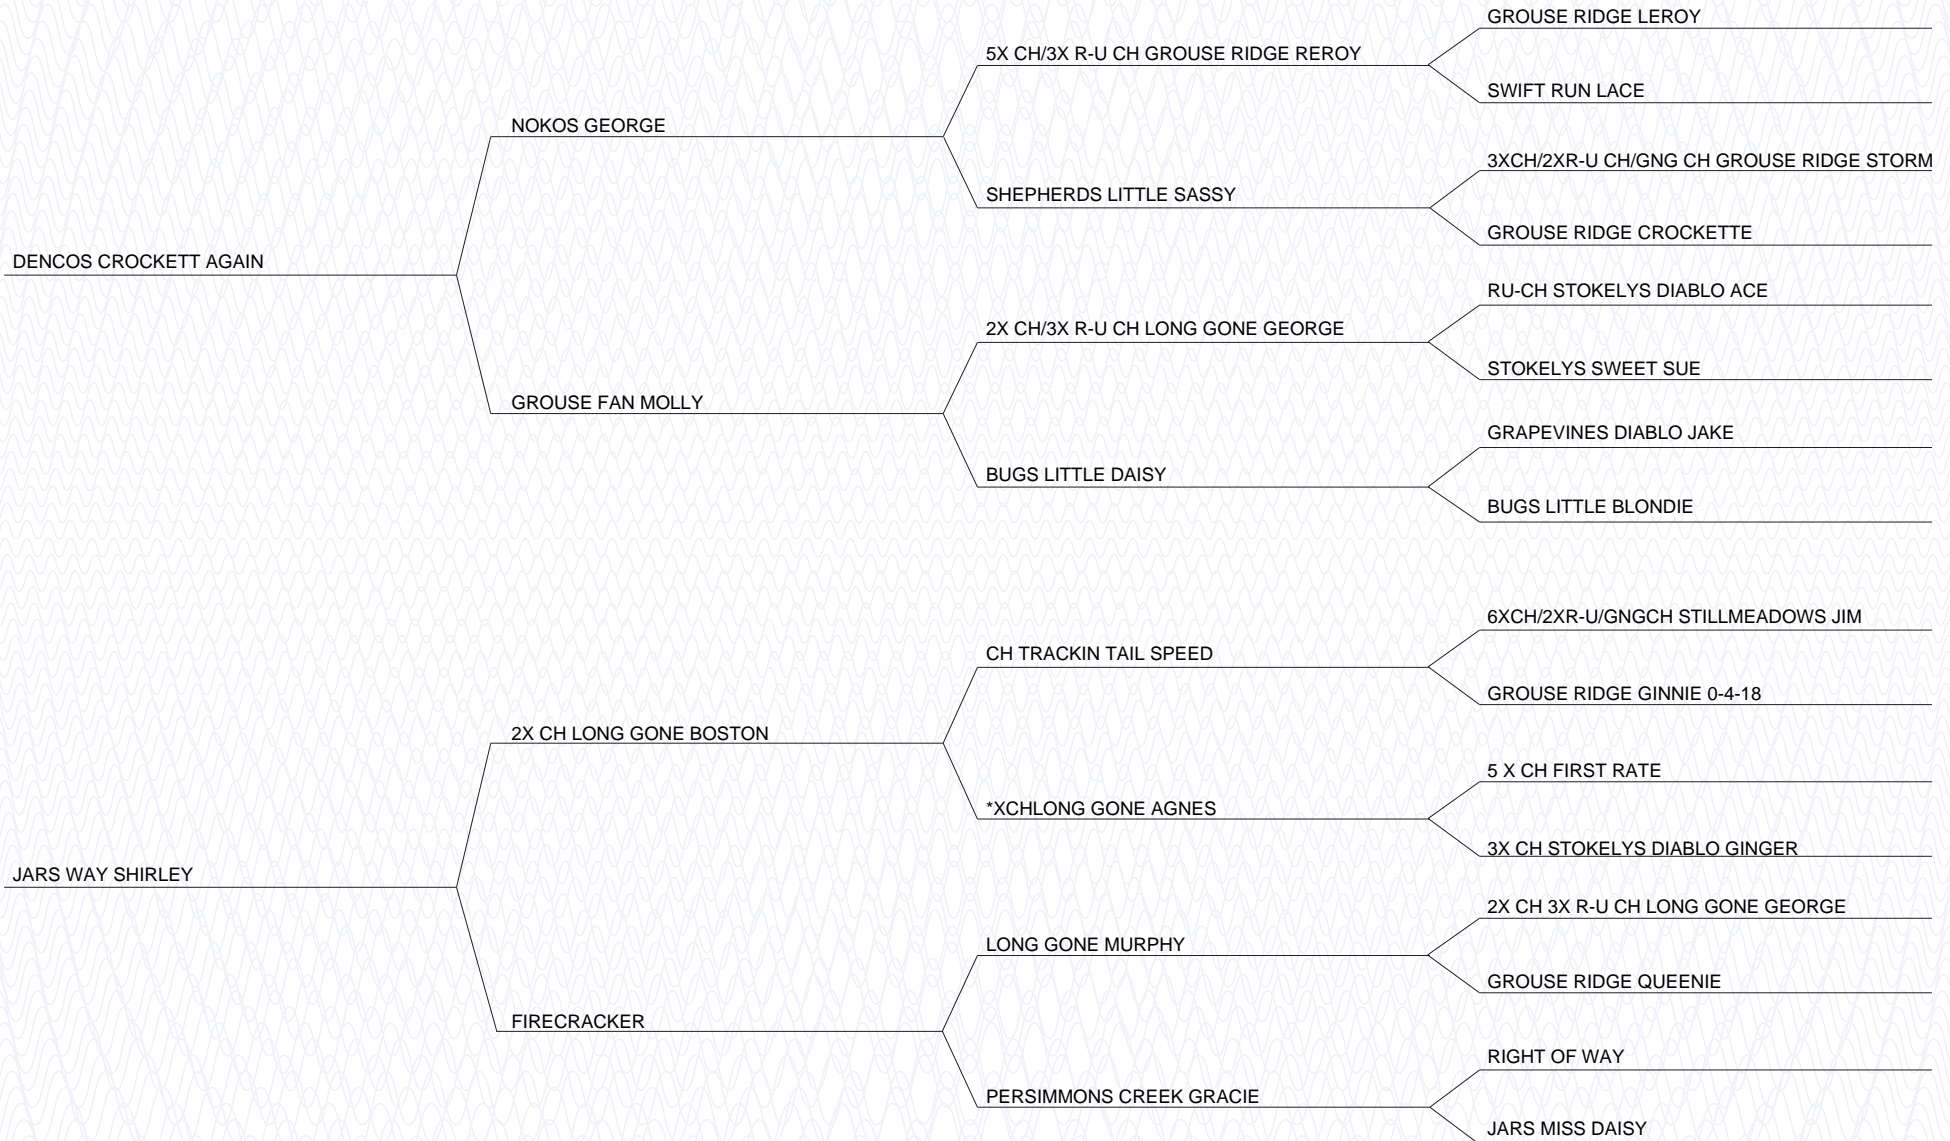 GROUSE RIDGE LEROY
5X CH/3X R-U CH GROUSE RIDGE REROY
SWIFT RUN LACE
NOKOS GEORGE
3XCH/2XR-U CH/GNG CH GROUSE RIDGE STORM
SHEPHERDS LITTLE SASSY
GROUSE RIDGE CROCKETTE
DENCOS CROCKETT AGAIN
RU-CH STOKELYS DIABLO ACE
2X CH/3X R-U CH LONG GONE GEORGE
STOKELYS SWEET SUE
GROUSE FAN MOLLY
GRAPEVINES DIABLO JAKE
BUGS LITTLE DAISY
BUGS LITTLE BLONDIE
6XCH/2XR-U/GNGCH STILLMEADOWS JIM
CH TRACKIN TAIL SPEED
GROUSE RIDGE GINNIE 0-4-18
2X CH LONG GONE BOSTON
5 X CH FIRST RATE
*XCHLONG GONE AGNES
3X CH STOKELYS DIABLO GINGER
JARS WAY SHIRLEY
2X CH 3X R-U CH LONG GONE GEORGE
LONG GONE MURPHY
GROUSE RIDGE QUEENIE
FIRECRACKER
RIGHT OF WAY
PERSIMMONS CREEK GRACIE
JARS MISS DAISY